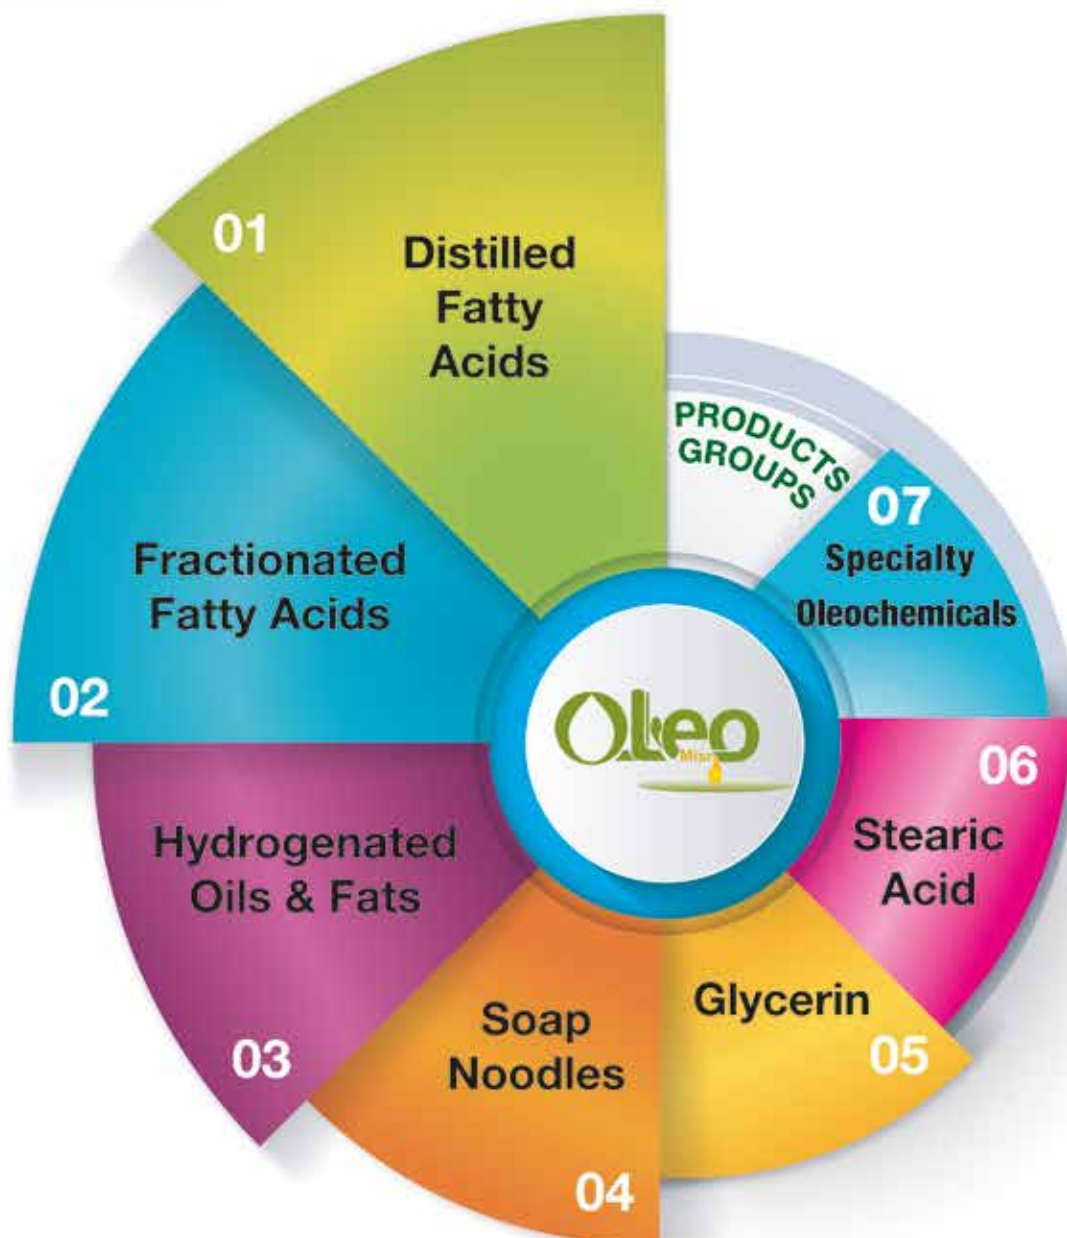 01
Distilled
Fatty
Acids
02
Fractionated
Fatty Acids
03
Hydrogenated
Oils & Fats
04
Soap
Noodles
05
Glycerin
06
Stearic
Acid
07
Specialty
Oleochemicals
PRODUCTS
GROUPS
Oleo
Misr